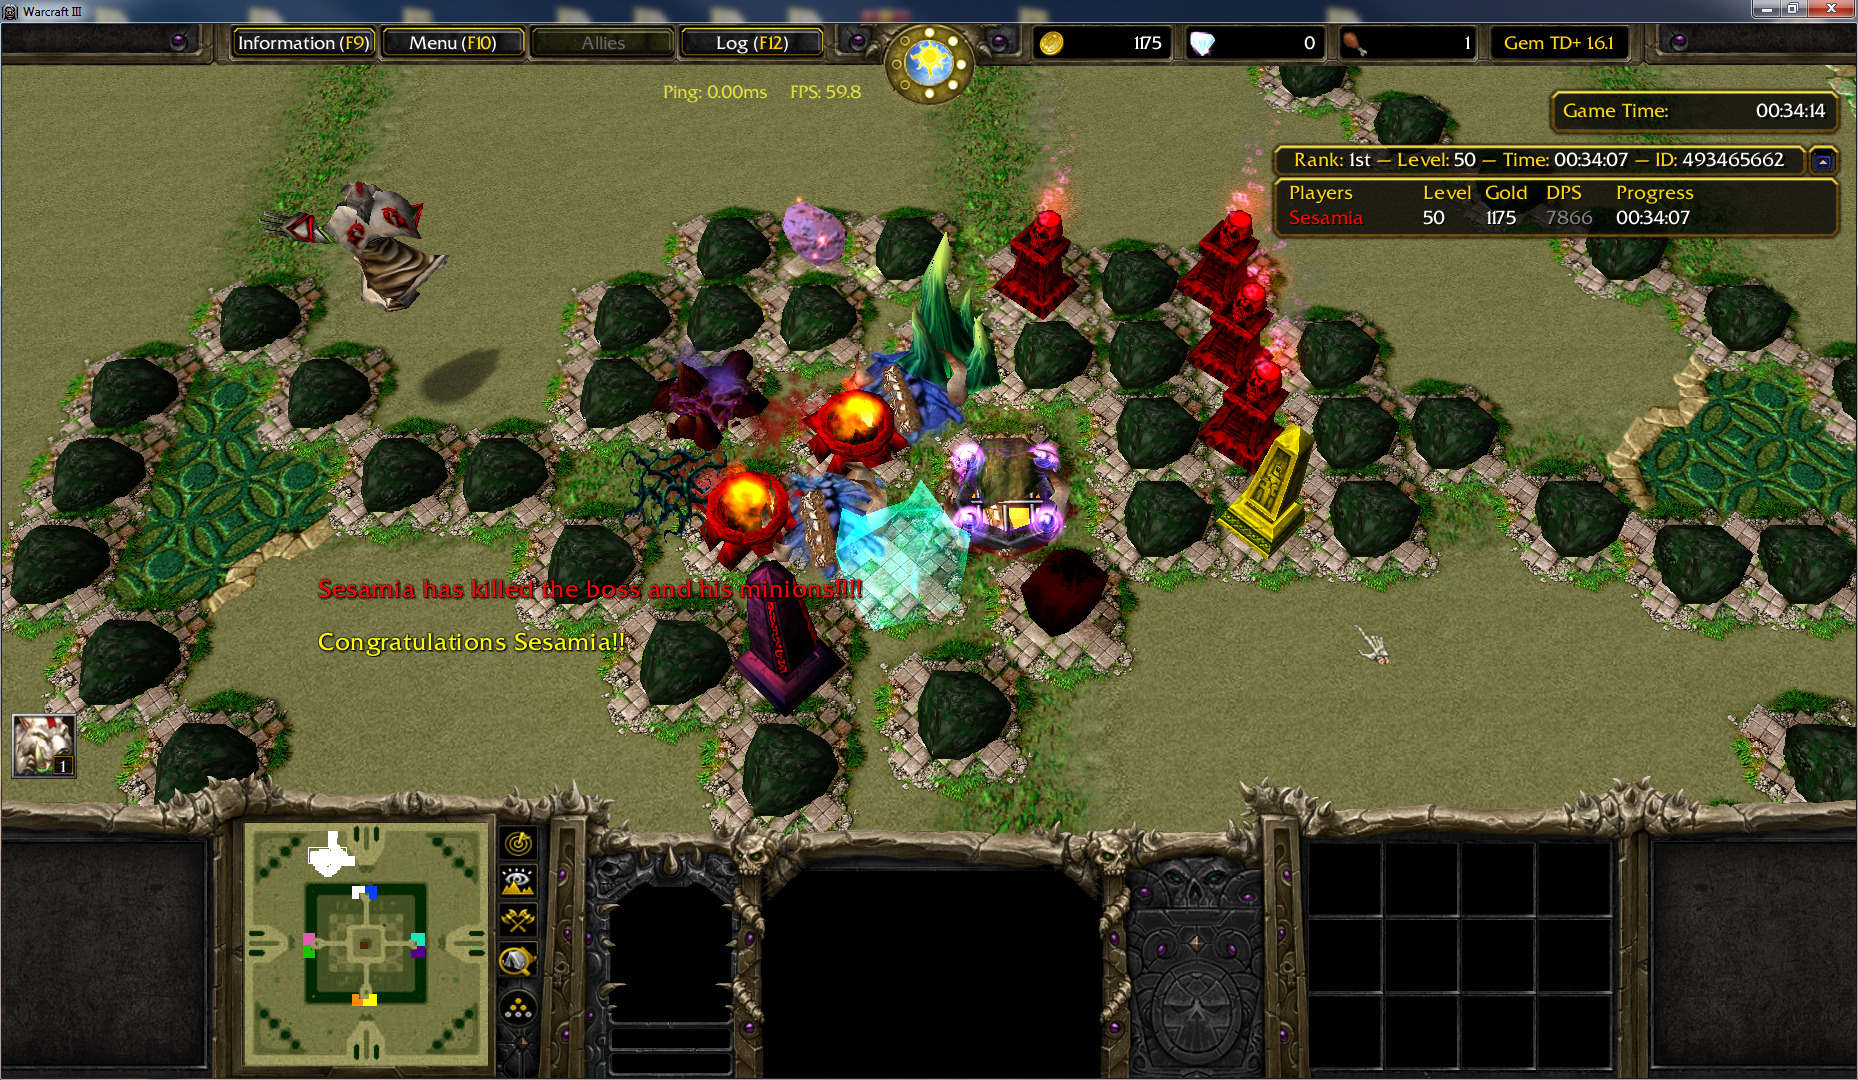 Warcraft III
Information (F9)
Menu (F10)
Allies
Log (F12)
1175
0
1
Gem TD+ 1.6.1
Ping: 0.00ms FPS: 59.8
Game Time: 00:34:14
Rank: 1st — Level: 50 — Time: 00:34:07 — ID: 493465662
Players Level Gold DPS Progress
Sesamia 50 1175 7866 00:34:07
Sesamia has killed the boss and his minions!!!!
Congratulations Sesamia!!
1